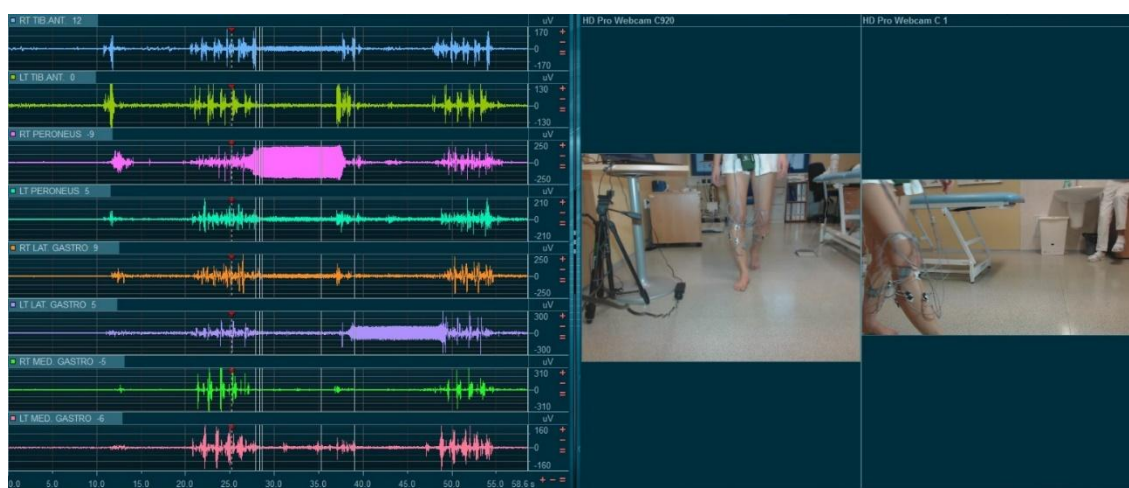 RT TIB.ANT. 12 uV
170
0
-170
LT TIB.ANT. 0 uV
130
0
-130
RT PERONEUS -9 uV
250
0
-250
LT PERONEUS 5 uV
210
0
-210
RT LAT. GASTRO 9 uV
250
0
-250
LT LAT. GASTRO 5 uV
300
0
-300
RT MED. GASTRO -5 uV
310
0
-310
LT MED. GASTRO -6 uV
160
0
-160
0.0 5.0 10.0 15.0 20.0 25.0 30.0 35.0 40.0 45.0 50.0 55.0 58.6 s
HD Pro Webcam C920
HD Pro Webcam C 1